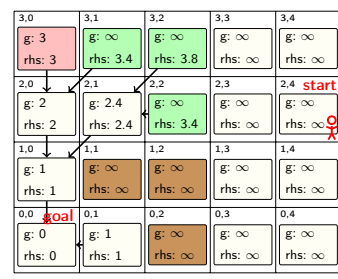 3,0 3,1 3,2 3,3 3,4
g: 3 g: ∞ g: ∞ g: ∞ g: ∞
rhs: 3 rhs: 3.4 rhs: 3.8 rhs: ∞ rhs: ∞
2,0 2,1 2,2 2,3 2,4 start
g: 2 g: 2.4 g: ∞ g: ∞ g: ∞
rhs: 2 rhs: 2.4 rhs: 3.4 rhs: ∞ rhs: ∞
1,0 1,1 1,2 1,3 1,4
g: 1 g: ∞ g: ∞ g: ∞ g: ∞
rhs: 1 rhs: ∞ rhs: ∞ rhs: ∞ rhs: ∞
0,0 goal 0,1 0,2 0,3 0,4
g: 0 g: 1 g: ∞ g: ∞ g: ∞
rhs: 0 rhs: 1 rhs: ∞ rhs: ∞ rhs: ∞